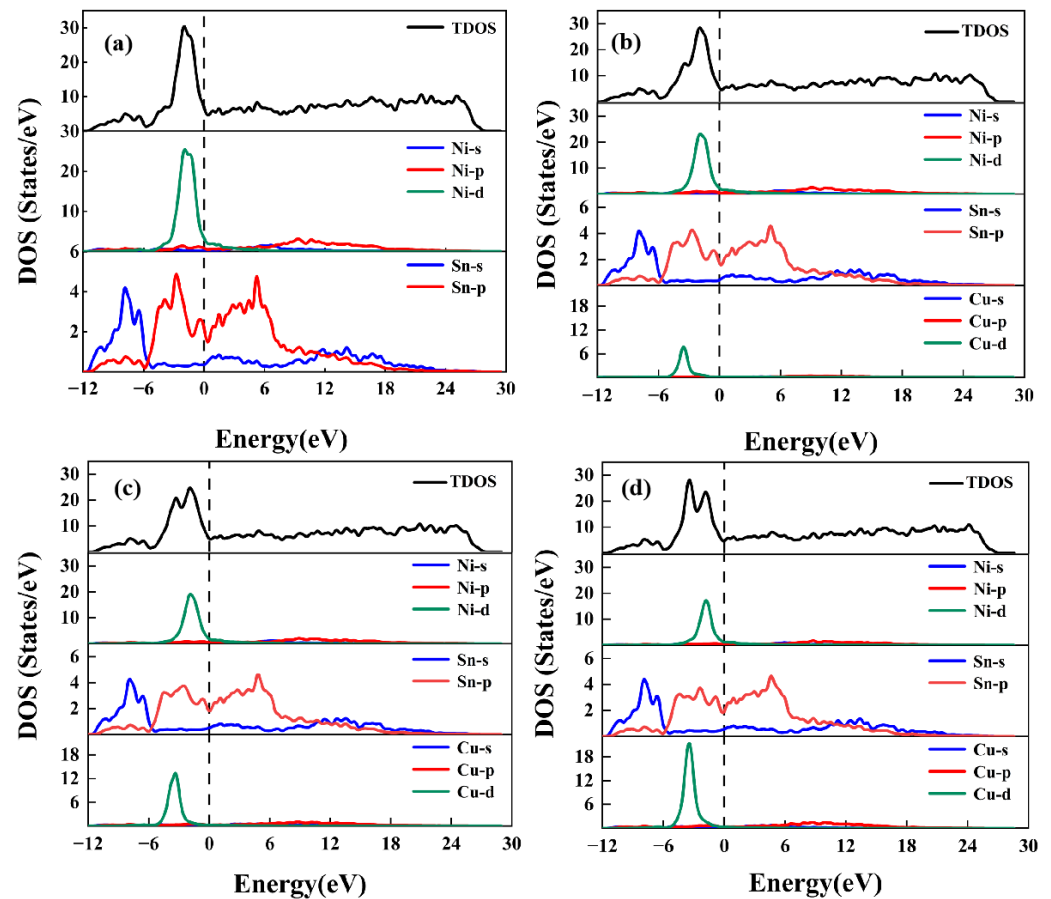 (a)
TDOS
30
20
10
30
Ni-s
Ni-p
Ni-d
20
10
6
Sn-s
Sn-p
4
2
−12 −6 0 6 12 18 24 30
Energy(eV)
DOS (States/eV)
(b)
TDOS
30
20
10
Ni-s
Ni-p
Ni-d
30
20
10
Sn-s
Sn-p
6
4
2
Cu-s
Cu-p
Cu-d
18
12
6
−12 −6 0 6 12 18 24 30
Energy(eV)
DOS (States/eV)
(c)
TDOS
30
20
10
Ni-s
Ni-p
Ni-d
30
20
10
Sn-s
Sn-p
6
4
2
Cu-s
Cu-p
Cu-d
18
12
6
−12 −6 0 6 12 18 24 30
Energy(eV)
DOS (States/eV)
(d)
TDOS
30
20
10
Ni-s
Ni-p
Ni-d
30
20
10
Sn-s
Sn-p
6
4
2
Cu-s
Cu-p
Cu-d
18
12
6
−12 −6 0 6 12 18 24 30
Energy(eV)
DOS (States/eV)